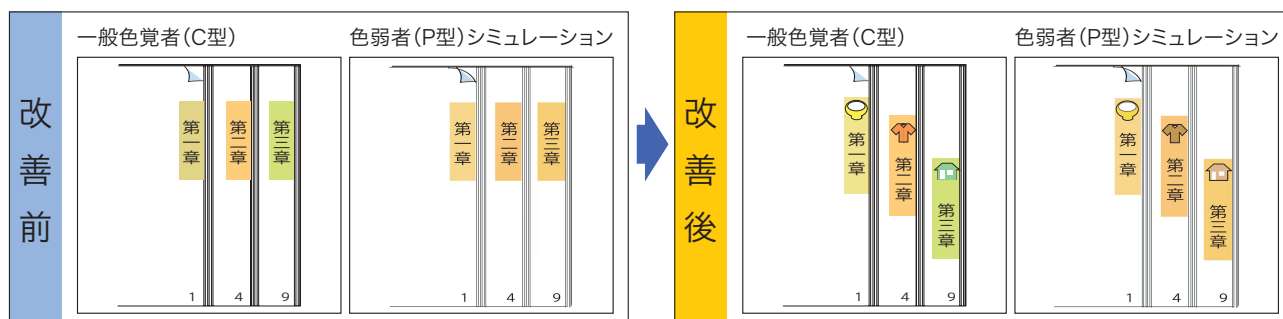 改善前
一般色覚者（C型）
第一章
第二章
第三章
1 4 9
色弱者（P型）シミュレーション
第一章
第二章
第三章
1 4 9
改善後
一般色覚者（C型）
第一章
第二章
第三章
1 4 9
色弱者（P型）シミュレーション
第一章
第二章
第三章
1 4 9